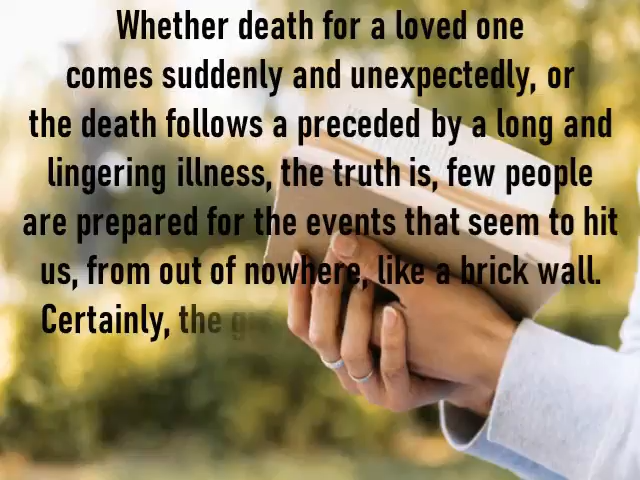 Whether death for a loved one
comes suddenly and unexpectedly, or
the death follows a preceded by a long and
lingering illness, the truth is, few people
are prepared for the events that seem to hit
us, from out of nowhere, like a brick wall.
Certainly, the